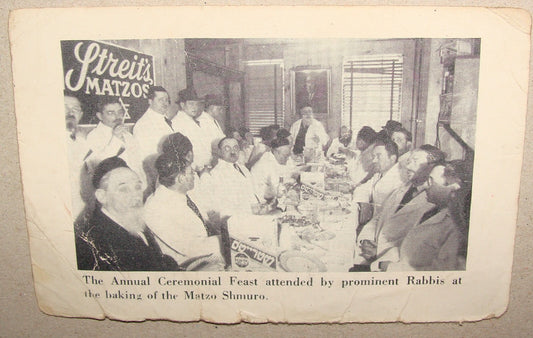 Streit's
MATZOS
The Annual Ceremonial Feast attended by prominent Rabbis at
the baking of the Matzo Shmuro.